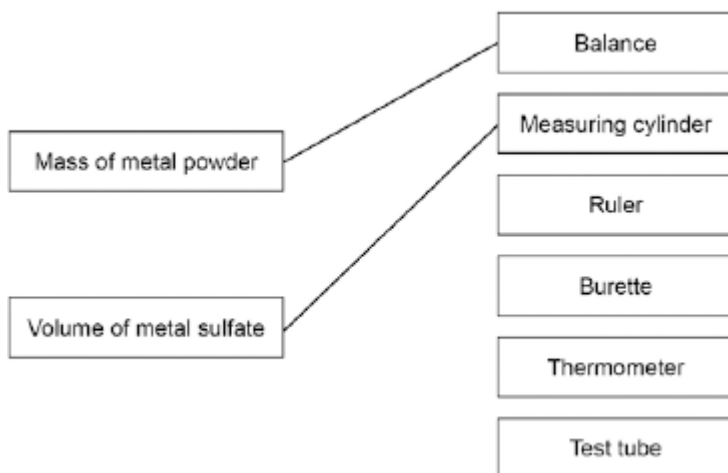 Balance
Measuring cylinder
Mass of metal powder
Ruler
Burette
Volume of metal sulfate
Thermometer
Test tube